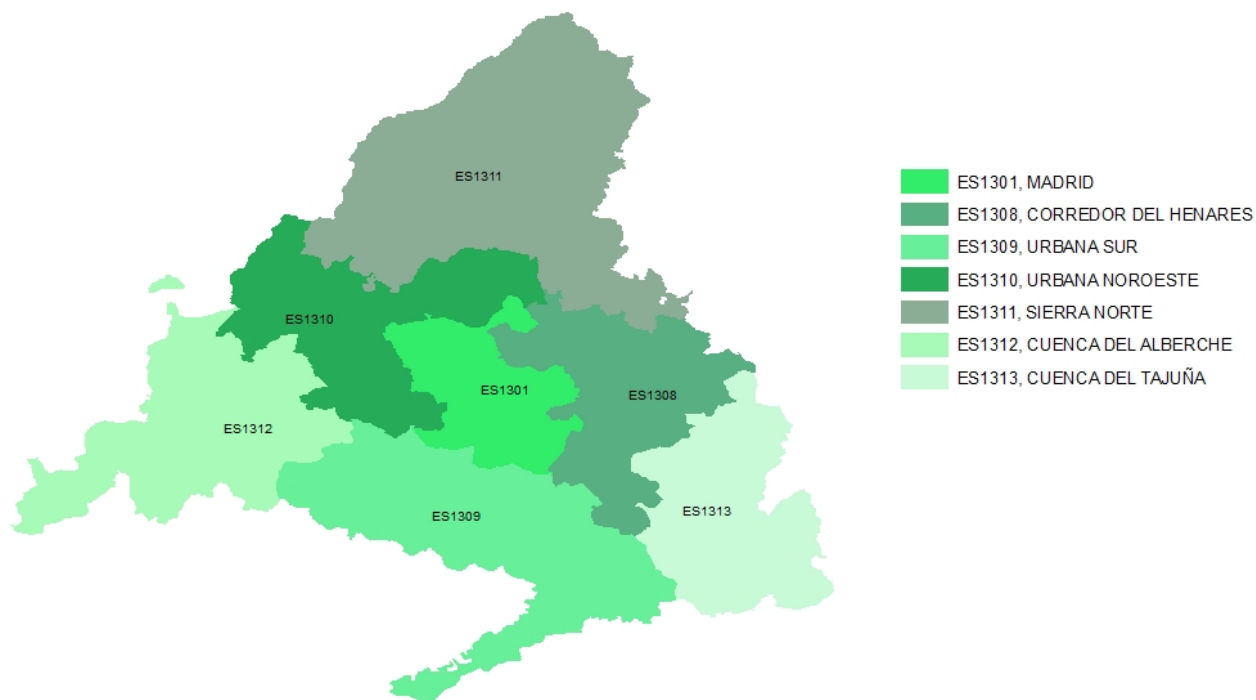 ES1311
ES1310
ES1301
ES1308
ES1312
ES1309
ES1313
ES1301, MADRID
ES1308, CORREDOR DEL HENARES
ES1309, URBANA SUR
ES1310, URBANA NOROESTE
ES1311, SIERRA NORTE
ES1312, CUENCA DEL ALBERCHE
ES1313, CUENCA DEL TAJUÑA